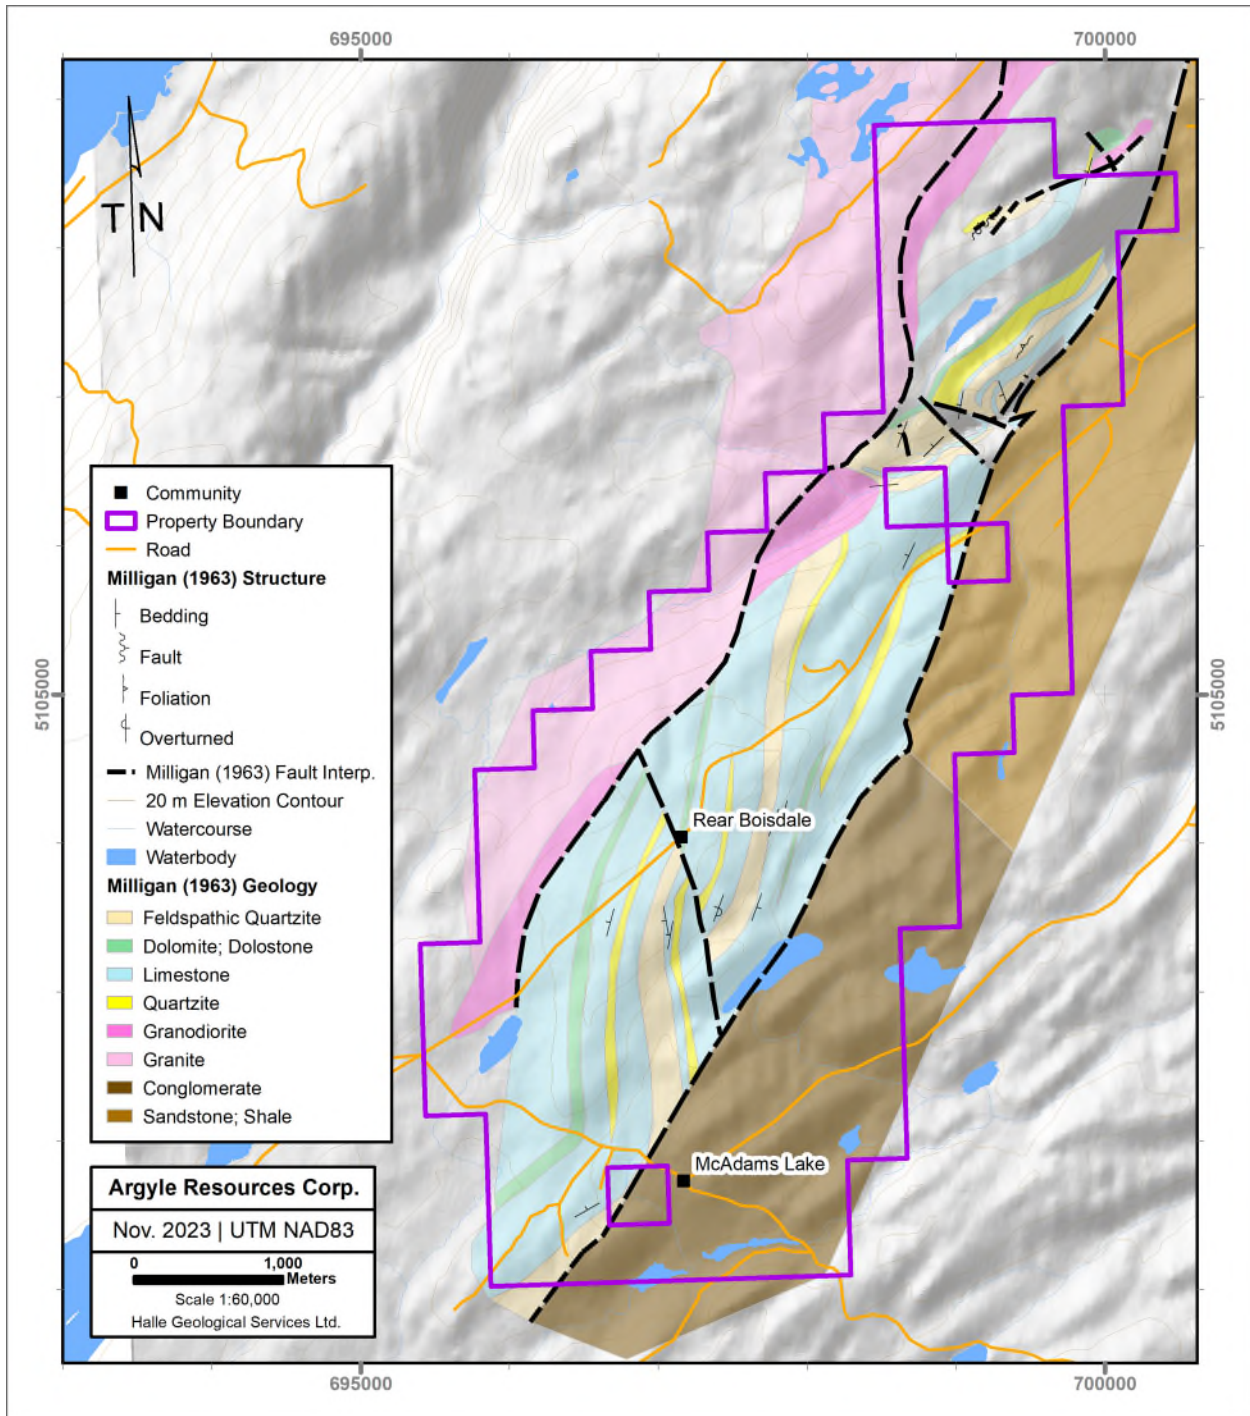 695000
700000
T N
5105000
5105000
Community
Property Boundary
Road
Milligan (1963) Structure
Bedding
Fault
Foliation
Overturned
Milligan (1963) Fault Interp.
20 m Elevation Contour
Watercourse
Waterbody
Milligan (1963) Geology
Feldspathic Quartzite
Dolomite; Dolostone
Limestone
Quartzite
Granodiorite
Granite
Conglomerate
Sandstone; Shale
Rear Boisdale
McAdams Lake
Argyle Resources Corp.
Nov. 2023 | UTM NAD83
0 1,000
Meters
Scale 1:60,000
Halle Geological Services Ltd.
695000
700000